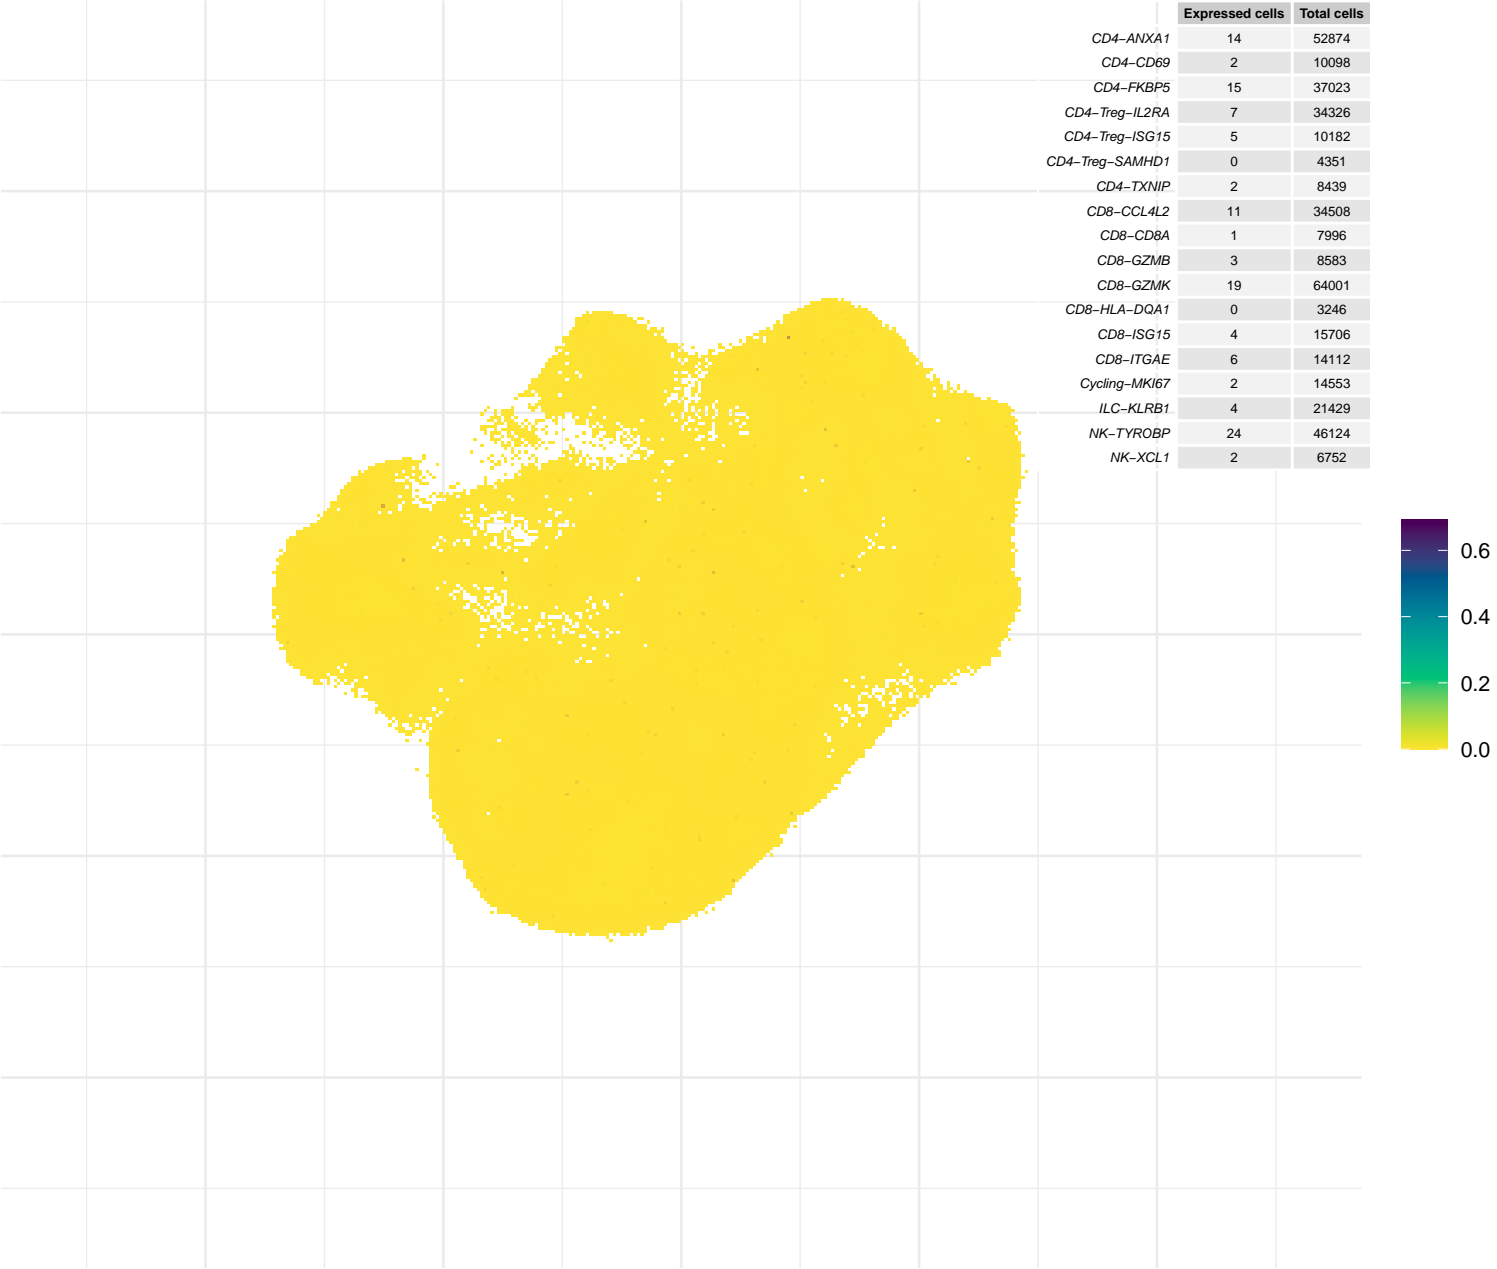 Expressed cells Total cells
CD4−ANXA1 14 52874
CD4−CD69 2 10098
CD4−FKBP5 15 37023
CD4−Treg−IL2RA 7 34326
CD4−Treg−ISG15 5 10182
CD4−Treg−SAMHD1 0 4351
CD4−TXNIP 2 8439
CD8−CCL4L2 11 34508
CD8−CD8A 1 7996
CD8−GZMB 3 8583
CD8−GZMK 19 64001
CD8−HLA−DQA1 0 3246
CD8−ISG15 4 15706
CD8−ITGAE 6 14112
Cycling−MKI67 2 14553
ILC−KLRB1 4 21429
NK−TYROBP 24 46124
NK−XCL1 2 6752
0.6
0.4
0.2
0.0